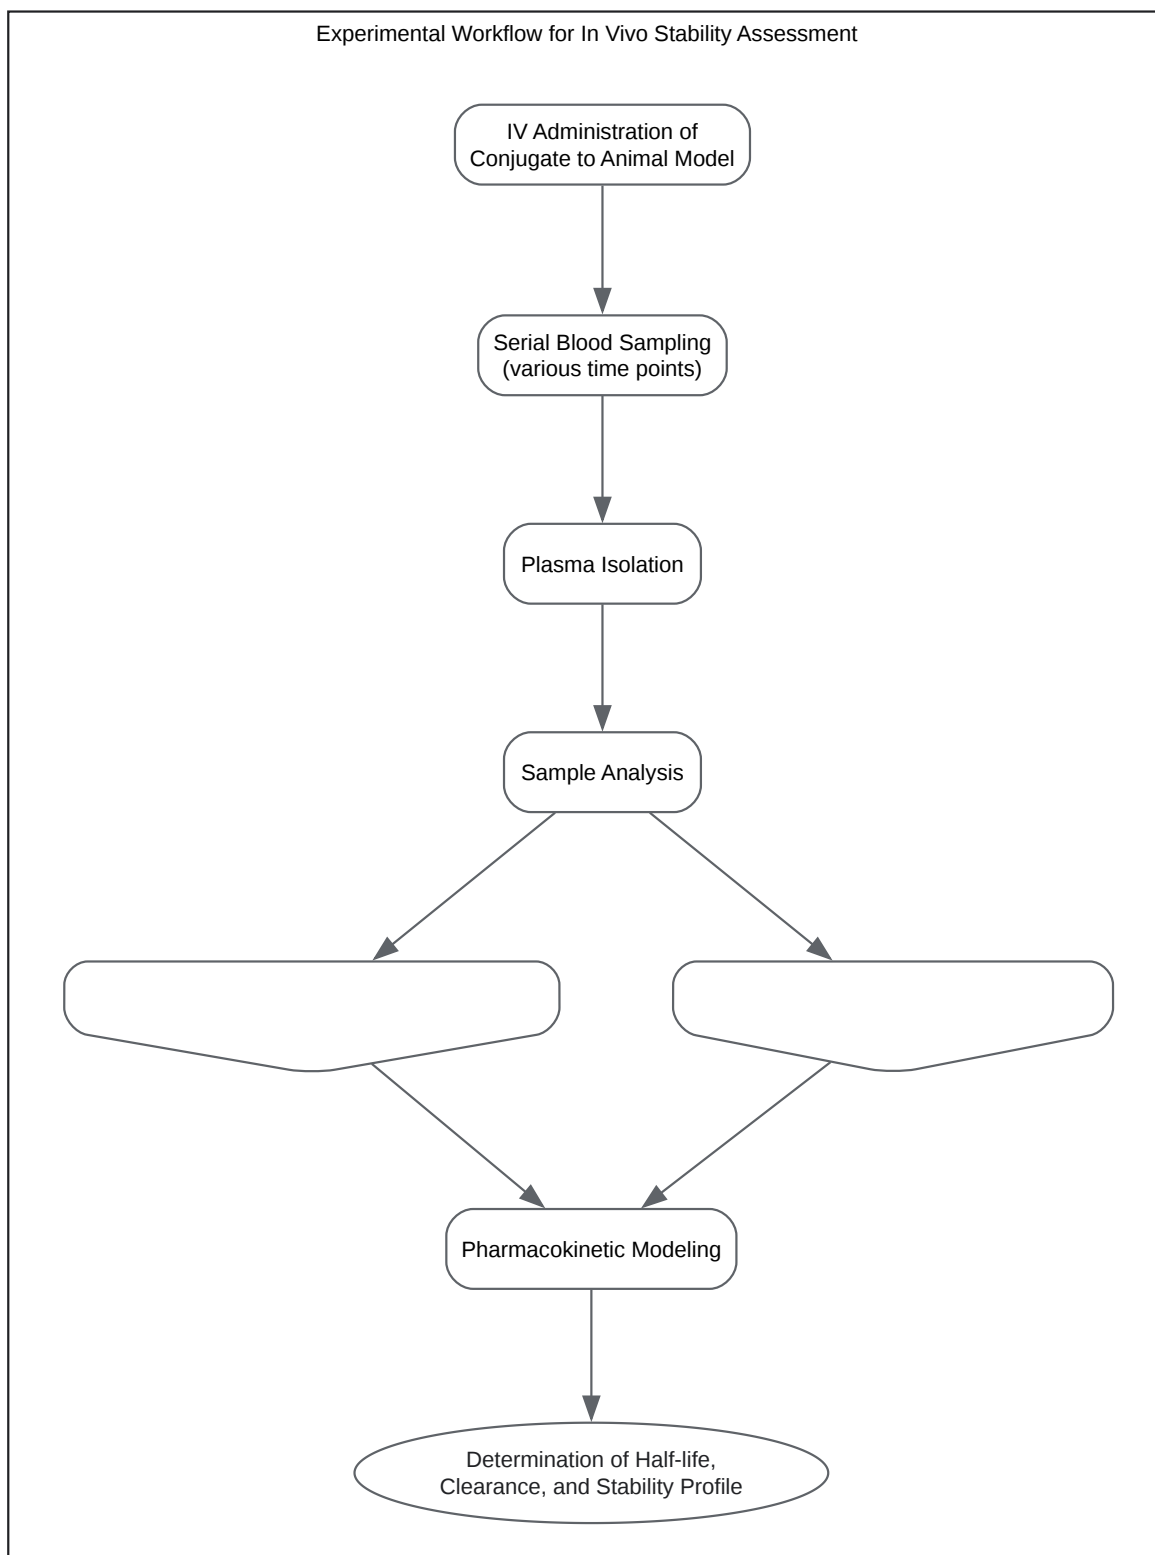 Experimental Workflow for In Vivo Stability Assessment
IV Administration of
Conjugate to Animal Model
Serial Blood Sampling
(various time points)
Plasma Isolation
Sample Analysis
Pharmacokinetic Modeling
Determination of Half-life,
Clearance, and Stability Profile